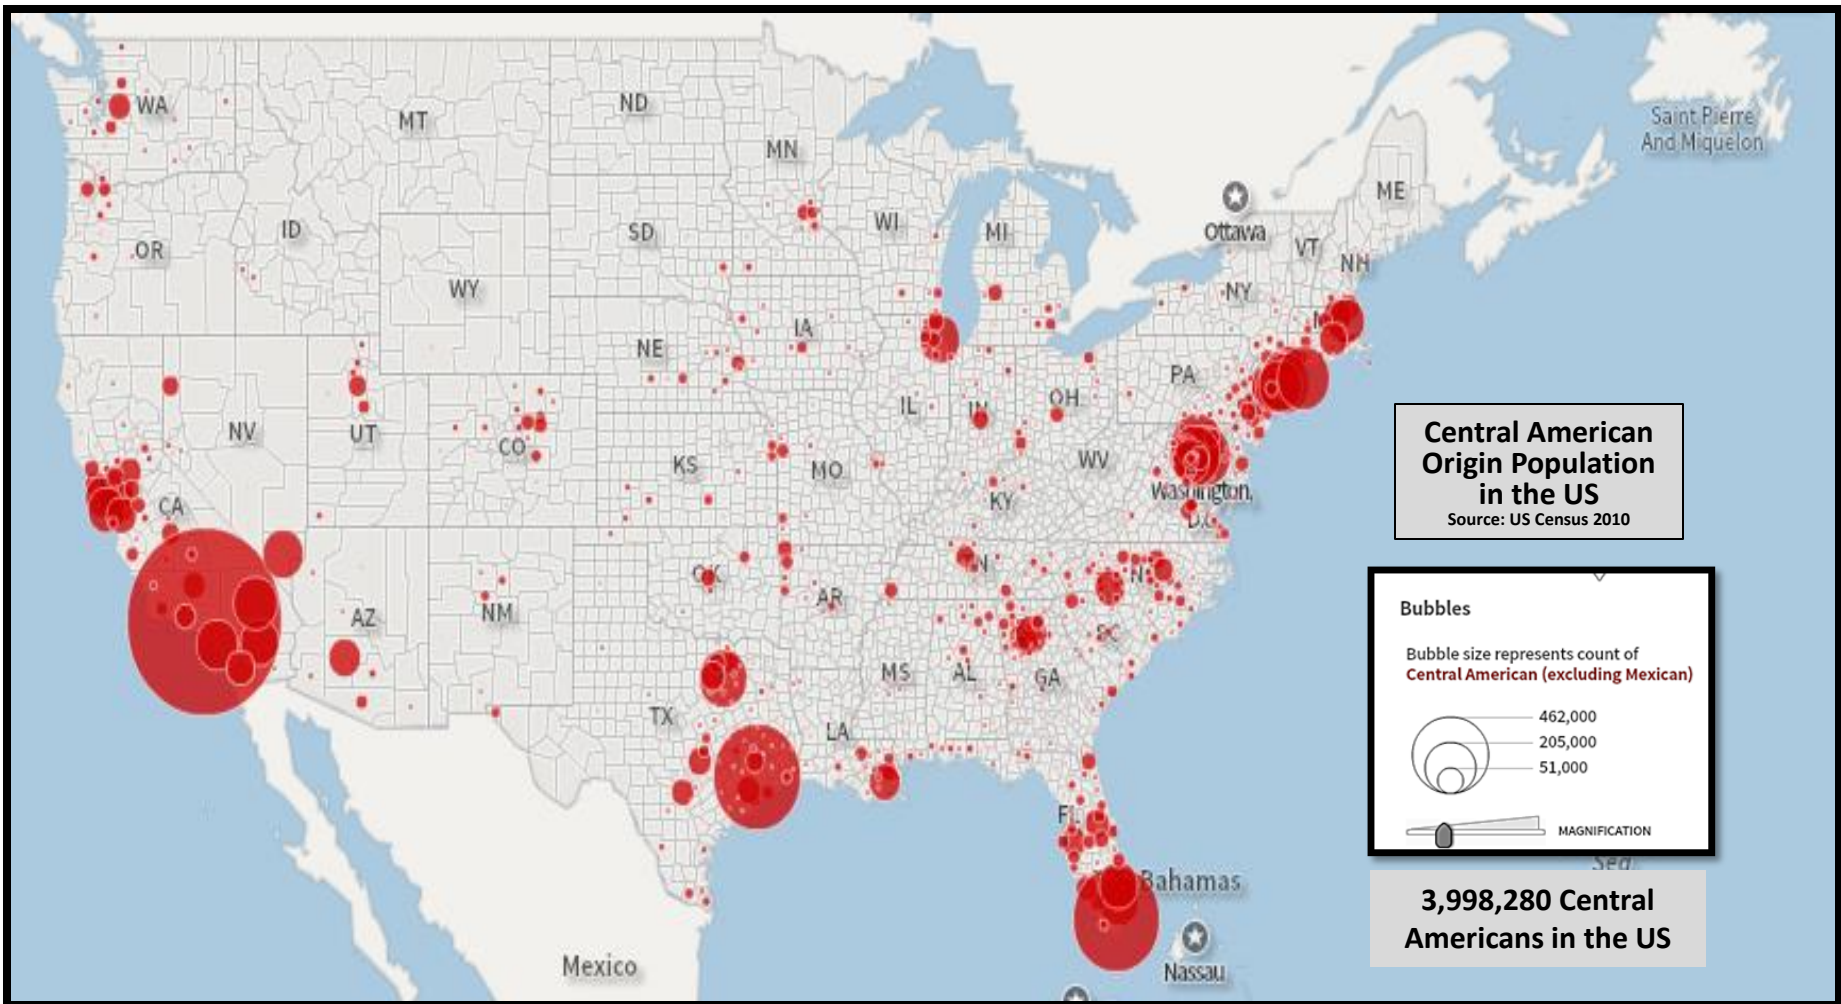 WA
MT
ND
MN
Saint Pierre
And Miquelon
ME
Ottawa
OR
ID
SD
WI
MI
VT
NH
WY
NY
IA
NE
PA
NV
UT
CO
IL
IN
OH
KS
MO
WV
CA
KY
Washington,
D.C.
AZ
NM
OK
AR
TN
SC
MS
AL
GA
TX
LA
FL
Bahamas
Nassau
Mexico
Central American
Origin Population
in the US
Source: US Census 2010
Bubbles
Bubble size represents count of
Central American (excluding Mexican)
462,000
205,000
51,000
MAGNIFICATION
3,998,280 Central
Americans in the US